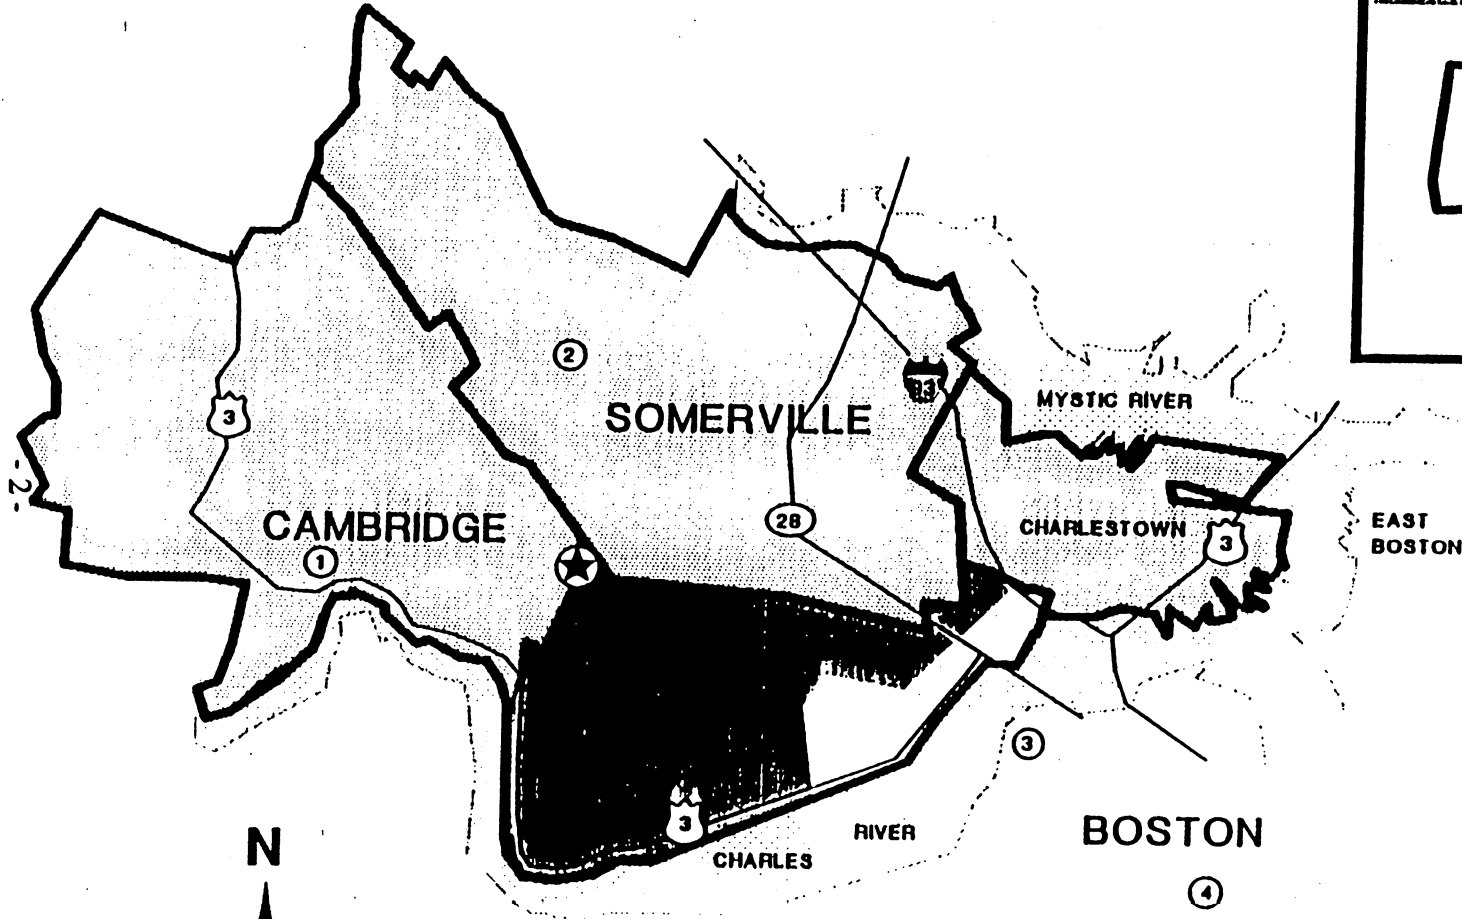 2
93
MYSTIC RIVER
3
SOMERVILLE
- 2 -
28
CAMBRIDGE
CHARLESTOWN
3
EAST
BOSTON
1
3
3
RIVER
BOSTON
N
CHARLES
4